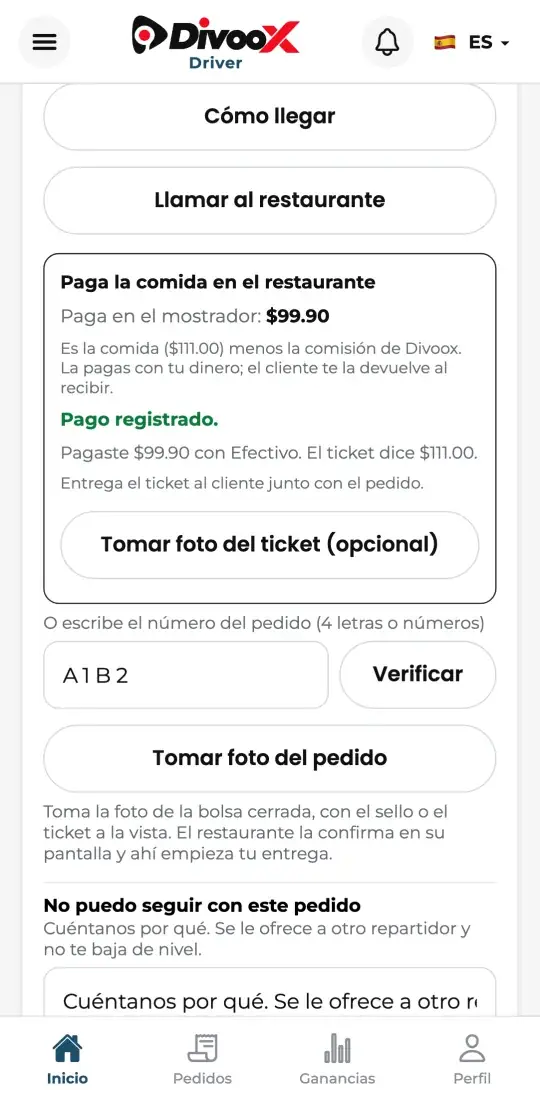 DivooX
Driver
ES
Cómo llegar
Llamar al restaurante
Paga la comida en el restaurante
Paga en el mostrador: $99.90
Es la comida ($111.00) menos la comisión de Divoox.
La pagas con tu dinero; el cliente te la devuelve al
recibir.
Pago registrado.
Pagaste $99.90 con Efectivo. El ticket dice $111.00.
Entrega el ticket al cliente junto con el pedido.
Tomar foto del ticket (opcional)
O escribe el número del pedido (4 letras o números)
A1B2
Verificar
Tomar foto del pedido
Toma la foto de la bolsa cerrada, con el sello o el
ticket a la vista. El restaurante la confirma en su
pantalla y ahí empieza tu entrega.
No puedo seguir con este pedido
Cuéntanos por qué. Se le ofrece a otro repartidor y
no te baja de nivel.
Cuéntanos por qué. Se le ofrece a otro r
Inicio
Pedidos
Ganancias
Perfil